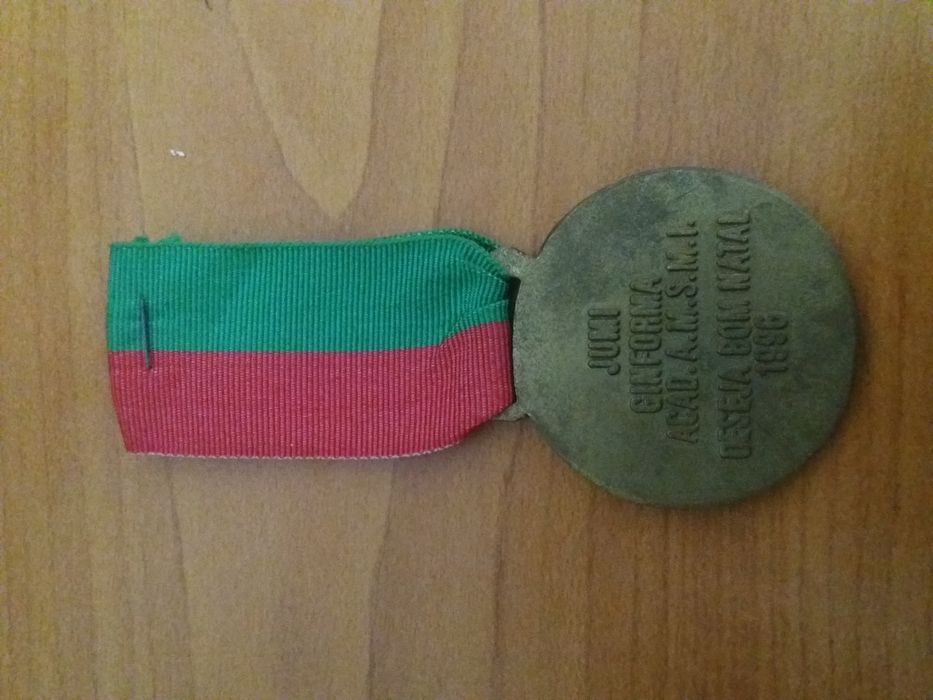 JUMI
GINFORMA
ACAD.A.M.S.M.I.
DESEJA BOM NATAL
1996